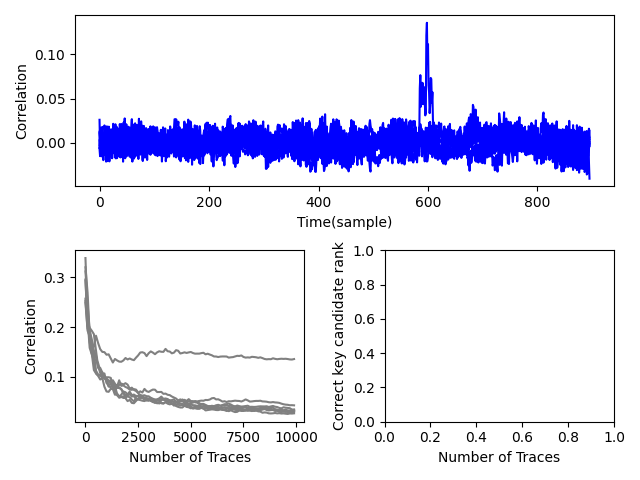 0.10
0.05
0.00
Correlation
0 200 400 600 800
Time(sample)
0.3
0.2
0.1
Correlation
0 2500 5000 7500 10000
Number of Traces
1.0
0.8
0.6
0.4
0.2
0.0
Correct key candidate rank
0.0 0.2 0.4 0.6 0.8 1.0
Number of Traces